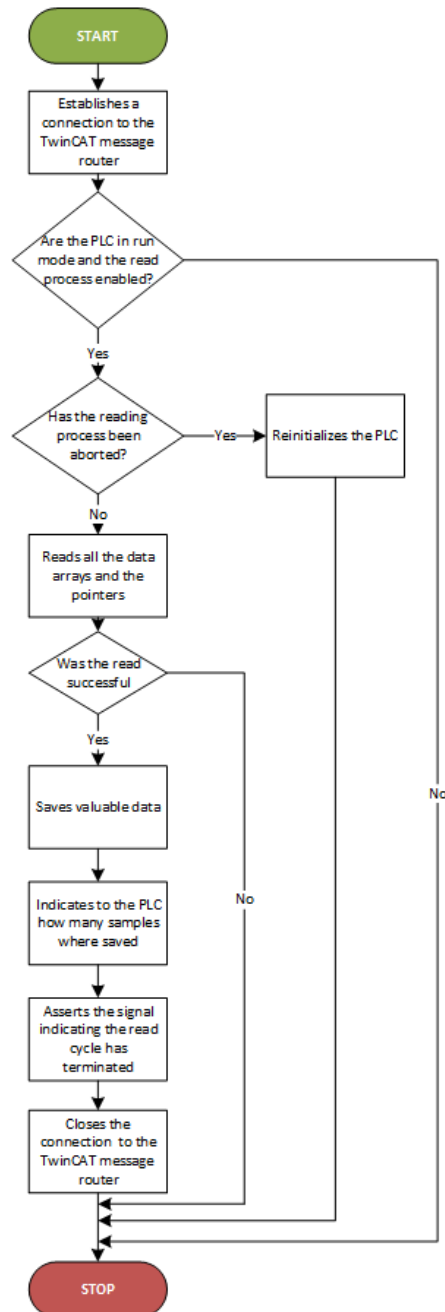 START
Establishes a
connection to the
TwinCAT message
router
Are the PLC in run
mode and the read
process enabled?
Yes
Has the reading
process been
aborted?
Yes
Reinitializes the PLC
No
Reads all the data
arrays and the
pointers
Was the read
successful
Yes
Saves valuable data
No
No
Indicates to the PLC
how many samples
where saved
Asserts the signal
indicating the read
cycle has
terminated
Closes the
connection to the
TwinCAT message
router
STOP